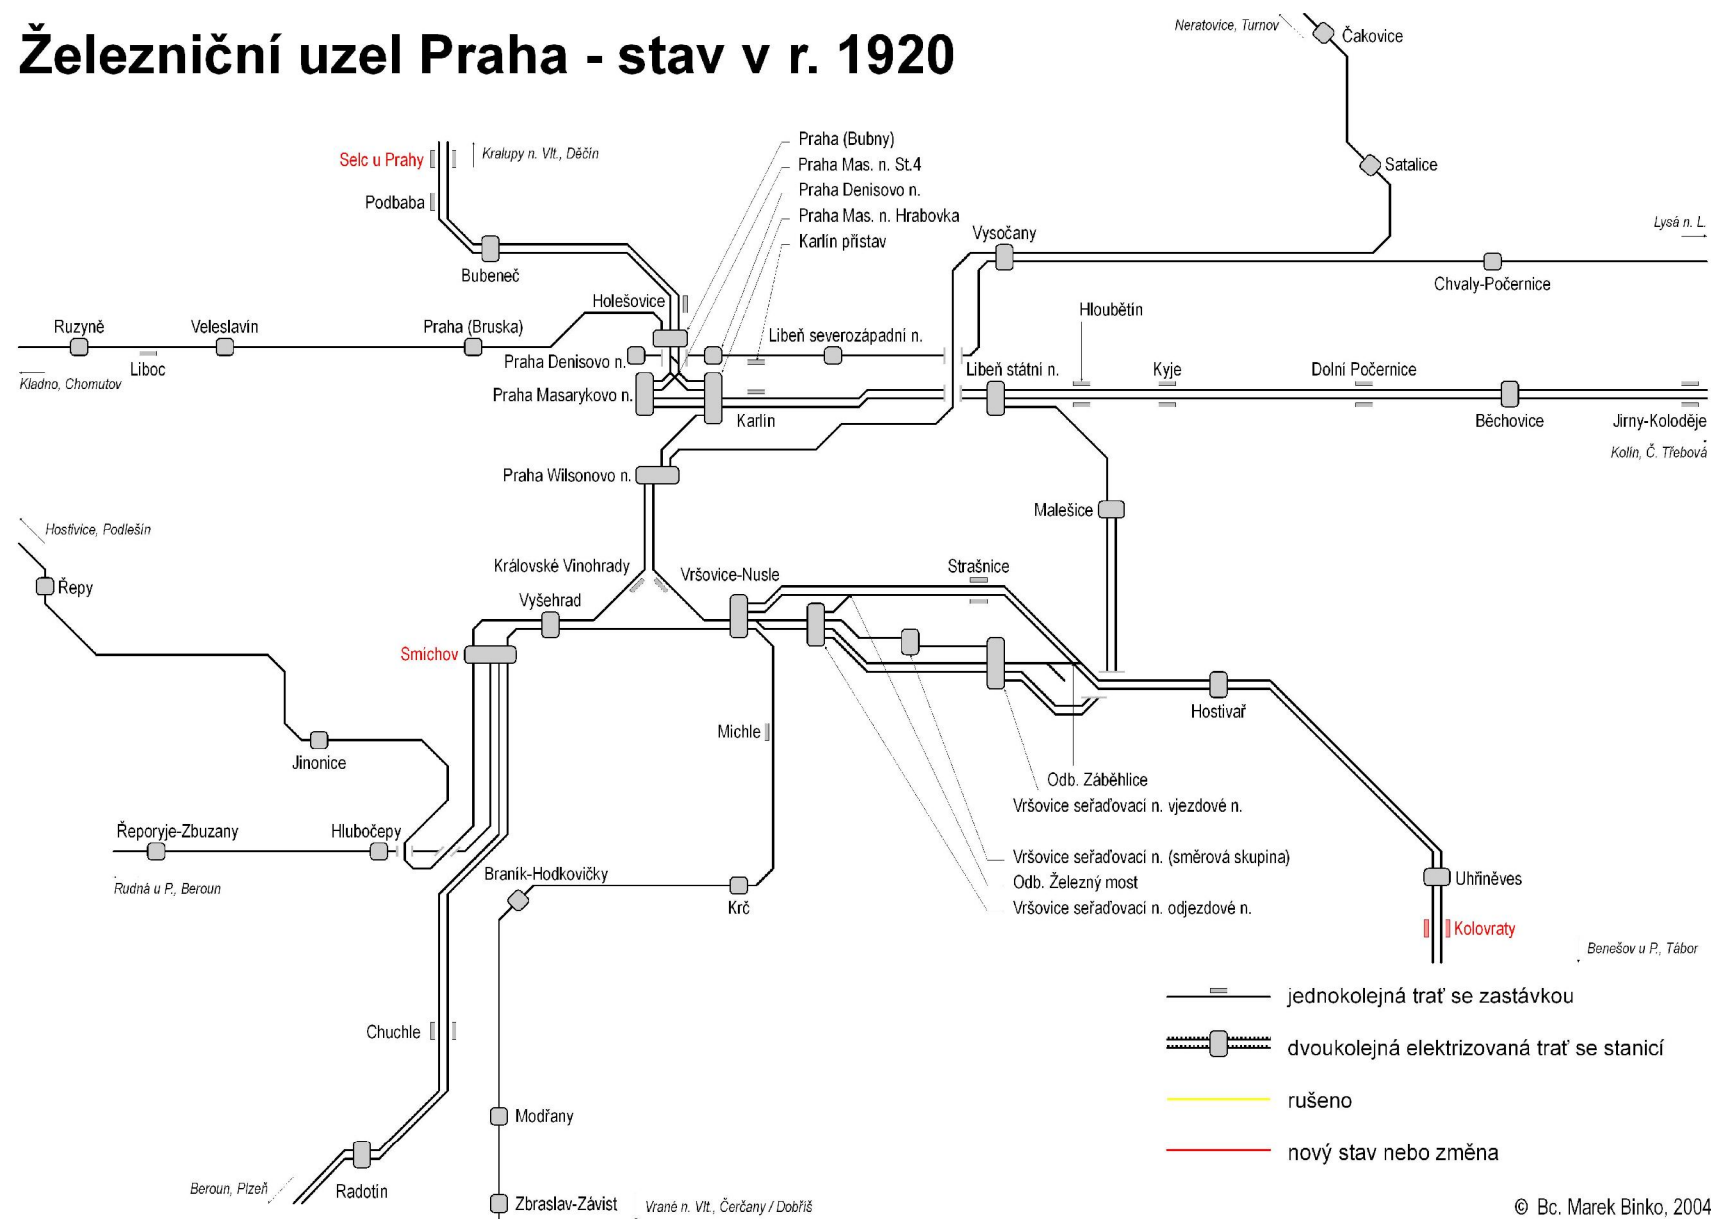 Železniční uzel Praha - stav v r. 1920
Neratovice, Turnov
Čakovice
Satalice
Lysá n. L.
Selc u Prahy
Kralupy n. Vlt., Děčín
Podbaba
Bubeneč
Praha (Bubny)
Praha Mas. n. St.4
Praha Denisovo n.
Praha Mas. n. Hrabovka
Karlín přístav
Vysočany
Chvaly-Počernice
Holešovice
Ruzyně
Veleslavín
Praha (Bruska)
Liboc
Kladno, Chomutov
Praha Denisovo n.
Libeň severozápadní n.
Hloubětín
Praha Masarykovo n.
Karlín
Libeň státní n.
Kyje
Dolní Počernice
Běchovice
Jirny-Koloděje
Kolín, Č. Třebová
Praha Wilsonovo n.
Malešice
Hostivice, Podlešín
Řepy
Královské Vinohrady
Vršovice-Nusle
Strašnice
Vyšehrad
Smichov
Hostivař
Michle
Jinonice
Odb. Záběhlice
Vršovice seřaďovací n. vjezdové n.
Řeporyje-Zbuzany
Hlubočepy
Rudná u P., Beroun
Vršovice seřaďovací n. (směrová skupina)
Odb. Železný most
Vršovice seřaďovací n. odjezdové n.
Braník-Hodkovičky
Krč
Uhříněves
Kolovraty
Benešov u P., Tábor
jednokolejná trať se zastávkou
dvoukolejná elektrizovaná trať se stanicí
rušeno
nový stav nebo změna
Chuchle
Modřany
Radotín
Beroun, Plzeň
Zbraslav-Závist
Vrané n. Vlt., Čerčany / Dobříš
© Bc. Marek Binko, 2004